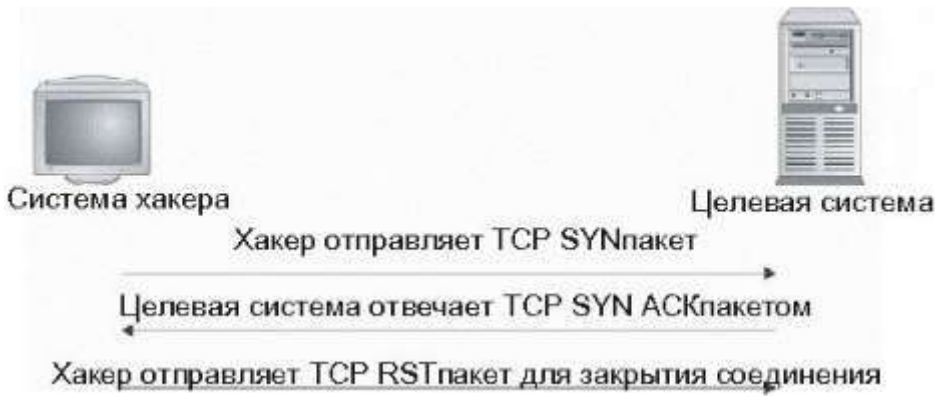 Система хакера
Целевая система
Хакер отправляет TCP SYNпакет
Целевая система отвечает TCP SYN ACKпакетом
Хакер отправляет TCP RSTпакет для закрытия соединения